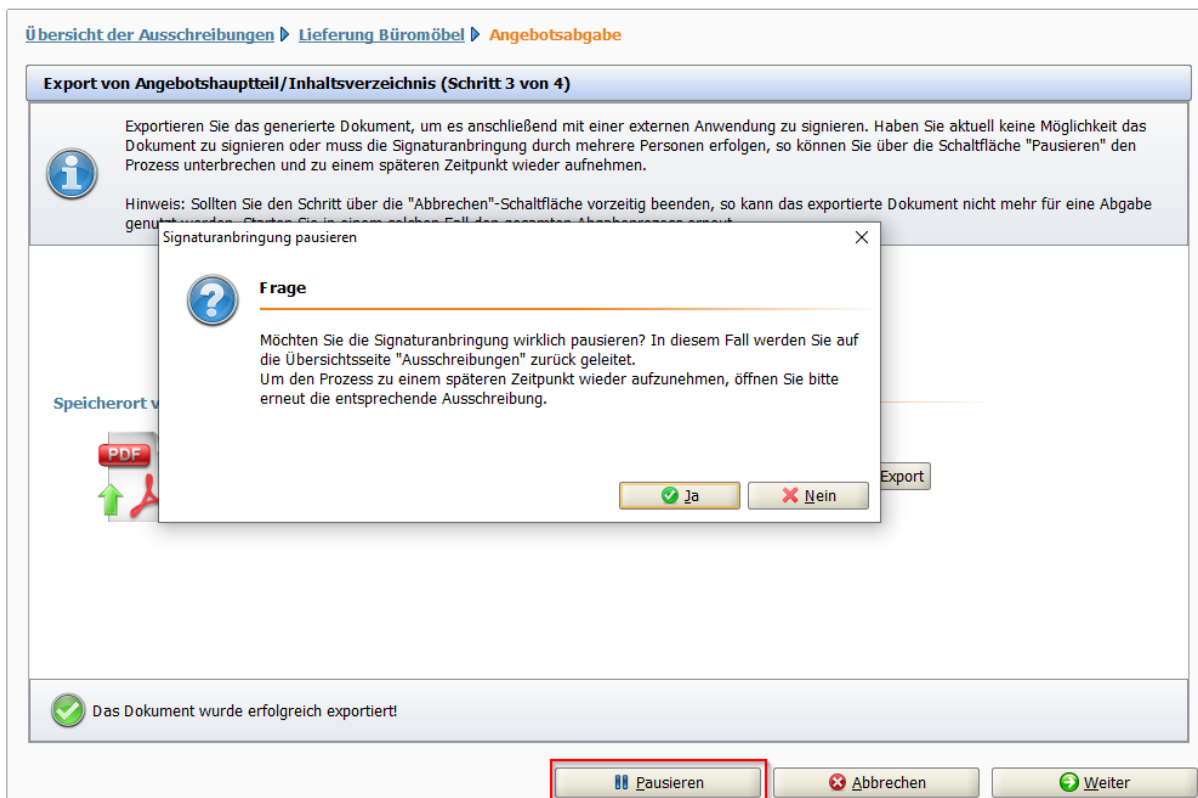 Übersicht der Ausschreibungen Lieferung Büromöbel Angebotsabgabe
Export von Angebotshauptteil/Inhaltsverzeichnis (Schritt 3 von 4)
Exportieren Sie das generierte Dokument, um es anschließend mit einer externen Anwendung zu signieren. Haben Sie aktuell keine Möglichkeit das
Dokument zu signieren oder muss die Signaturanbringung durch mehrere Personen erfolgen, so können Sie über die Schaltfläche "Pausieren" den
Prozess unterbrechen und zu einem späteren Zeitpunkt wieder aufnehmen.
Hinweis: Sollten Sie den Schritt über die "Abbrechen"-Schaltfläche vorzeitig beenden, so kann das exportierte Dokument nicht mehr für eine Abgabe
Signaturanbringung pausieren
Frage
Möchten Sie die Signaturanbringung wirklich pausieren? In diesem Fall werden Sie auf
die Übersichtsseite "Ausschreibungen" zurück geleitet.
Um den Prozess zu einem späteren Zeitpunkt wieder aufzunehmen, öffnen Sie bitte
erneut die entsprechende Ausschreibung.
Speicherort
PDF
Export
Ja Nein
Das Dokument wurde erfolgreich exportiert!
Pausieren Abbrechen Weiter